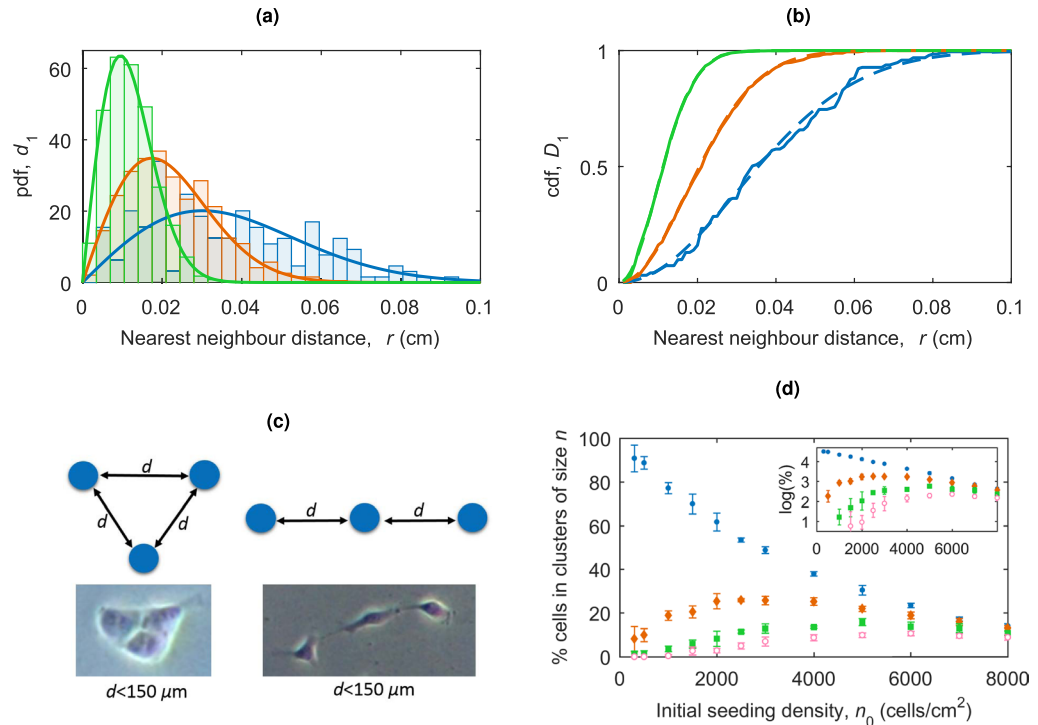 (a)
60
40
20
0
pdf, d1
0 0.02 0.04 0.06 0.08 0.1
Nearest neighbour distance, r (cm)
(b)
1
0.5
0
cdf, D1
0 0.02 0.04 0.06 0.08 0.1
Nearest neighbour distance, r (cm)
(c)
d
d d
d d
d<150 μm
d<150 μm
(d)
100
80
60
40
20
0
% cells in clusters of size n
4
3
2
1
log(%)
0 2000 4000 6000
0 2000 4000 6000 8000
Initial seeding density, n0 (cells/cm2)